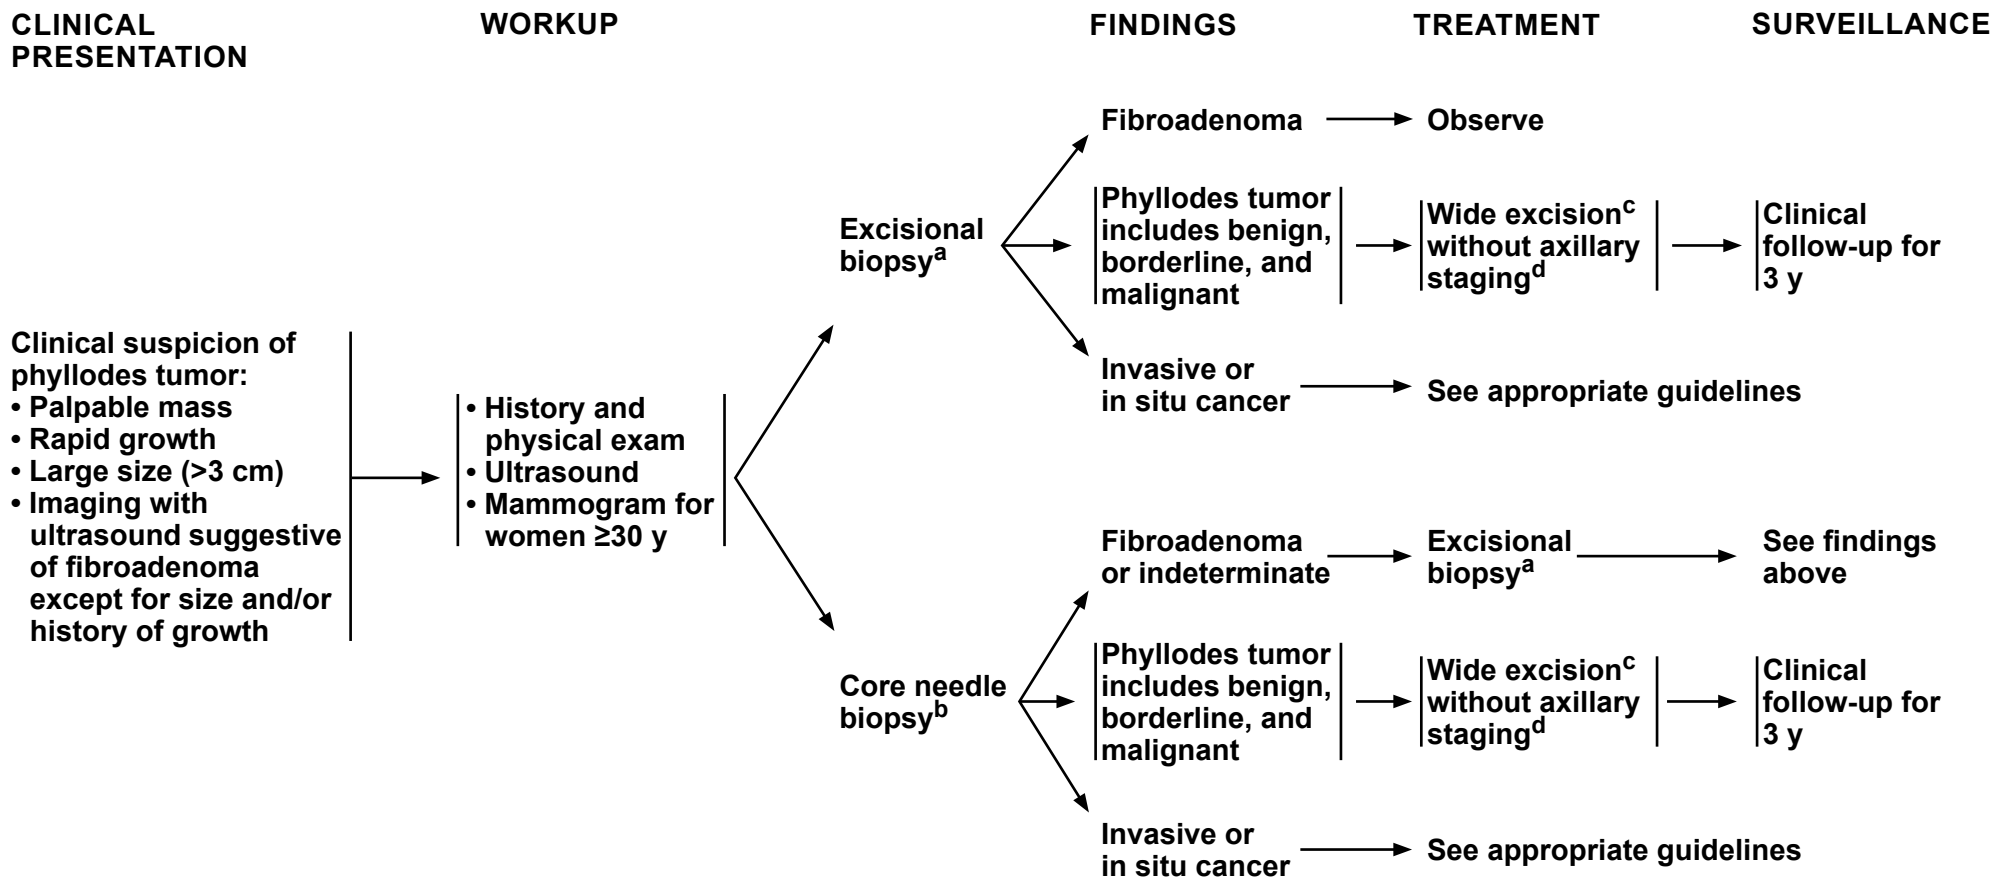 CLINICAL
PRESENTATION
WORKUP
FINDINGS
TREATMENT
SURVEILLANCE
Clinical suspicion of
phyllodes tumor:
• Palpable mass
• Rapid growth
• Large size (>3 cm)
• Imaging with
ultrasound suggestive
of fibroadenoma
except for size and/or
history of growth
• History and
physical exam
• Ultrasound
• Mammogram for
women ≥30 y
Excisional
biopsyᵃ
Fibroadenoma
Observe
Phyllodes tumor
includes benign,
borderline, and
malignant
Wide excisionᶜ
without axillary
stagingᵈ
Clinical
follow-up for
3 y
Invasive or
in situ cancer
See appropriate guidelines
Core needle
biopsyᵇ
Fibroadenoma
or indeterminate
Excisional
biopsyᵃ
See findings
above
Phyllodes tumor
includes benign,
borderline, and
malignant
Wide excisionᶜ
without axillary
stagingᵈ
Clinical
follow-up for
3 y
Invasive or
in situ cancer
See appropriate guidelines